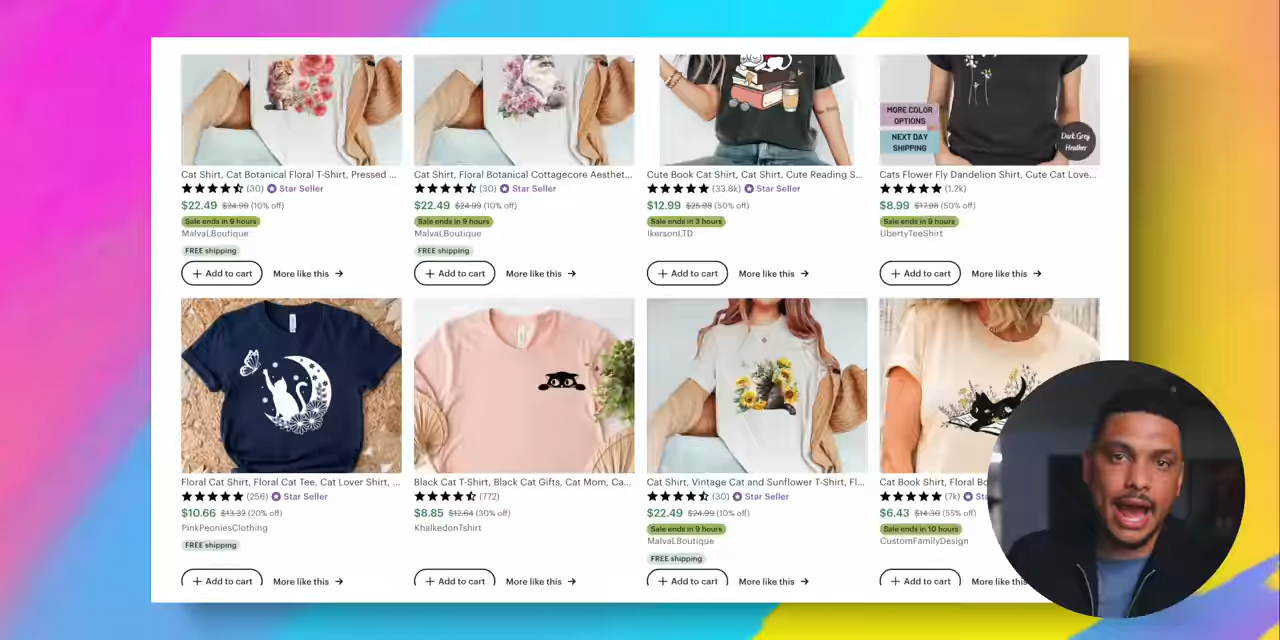 MORE COLOR
OPTIONS
NEXT DAY
SHIPPING
Dark Grey
Heather
Cat Shirt, Cat Botanical Floral T-Shirt, Pressed ...
(30) Star Seller
$22.49 $24.99 (10% off)
Sale ends in 9 hours
MalvaLBoutique
FREE shipping
+ Add to cart More like this →
Cat Shirt, Floral Botanical Cottagecore Aesthet...
(30) Star Seller
$22.49 $24.99 (10% off)
Sale ends in 9 hours
MalvaLBoutique
FREE shipping
+ Add to cart More like this →
Cute Book Cat Shirt, Cat Shirt, Cute Reading S...
(33.8k) Star Seller
$12.99 $25.98 (50% off)
Sale ends in 3 hours
IkersonLTD
+ Add to cart More like this →
Cats Flower Fly Dandelion Shirt, Cute Cat Love...
(1.2k)
$8.99 $17.98 (50% off)
Sale ends in 9 hours
UbertyTeeShirt
+ Add to cart More like this →
Floral Cat Shirt, Floral Cat Tee, Cat Lover Shirt, ...
(256) Star Seller
$10.66 $13.32 (20% off)
PinkPeoniesClothing
FREE shipping
+ Add to cart More like this →
Black Cat T-Shirt, Black Cat Gifts, Cat Mom, Ca...
(772)
$8.85 $12.64 (30% off)
KhalkedonTshirt
+ Add to cart More like this →
Cat Shirt, Vintage Cat and Sunflower T-Shirt, Fl...
(30) Star Seller
$22.49 $24.99 (10% off)
Sale ends in 9 hours
MalvaLBoutique
FREE shipping
+ Add to cart More like this →
Cat Book Shirt, Floral Bo
(7k) Star Se
$6.43 $14.30 (55% off)
Sale ends in 10 hours
CustomFamilyDesign
+ Add to cart More like this